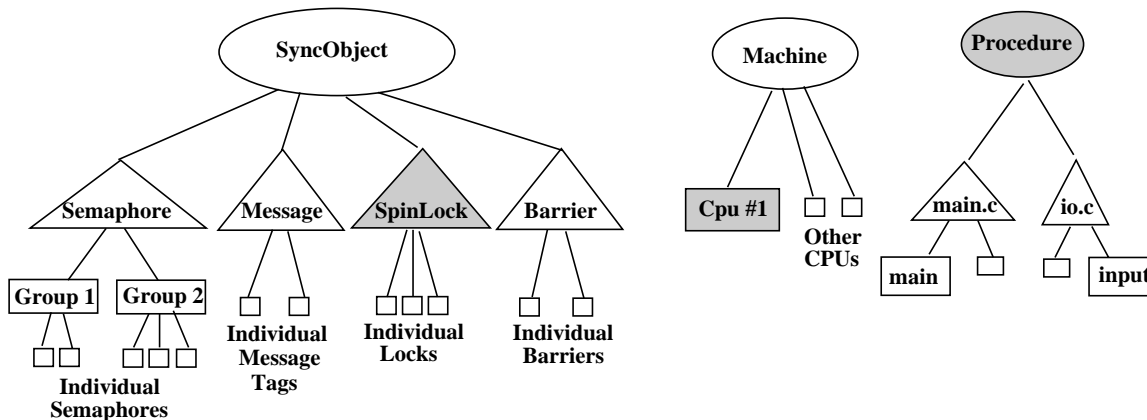 SyncObject
Machine
Procedure
Semaphore
Message
SpinLock
Barrier
Cpu #1
Other
CPUs
main.c
io.c
main
input
Group 1
Group 2
Individual
Semaphores
Individual
Message
Tags
Individual
Locks
Individual
Barriers